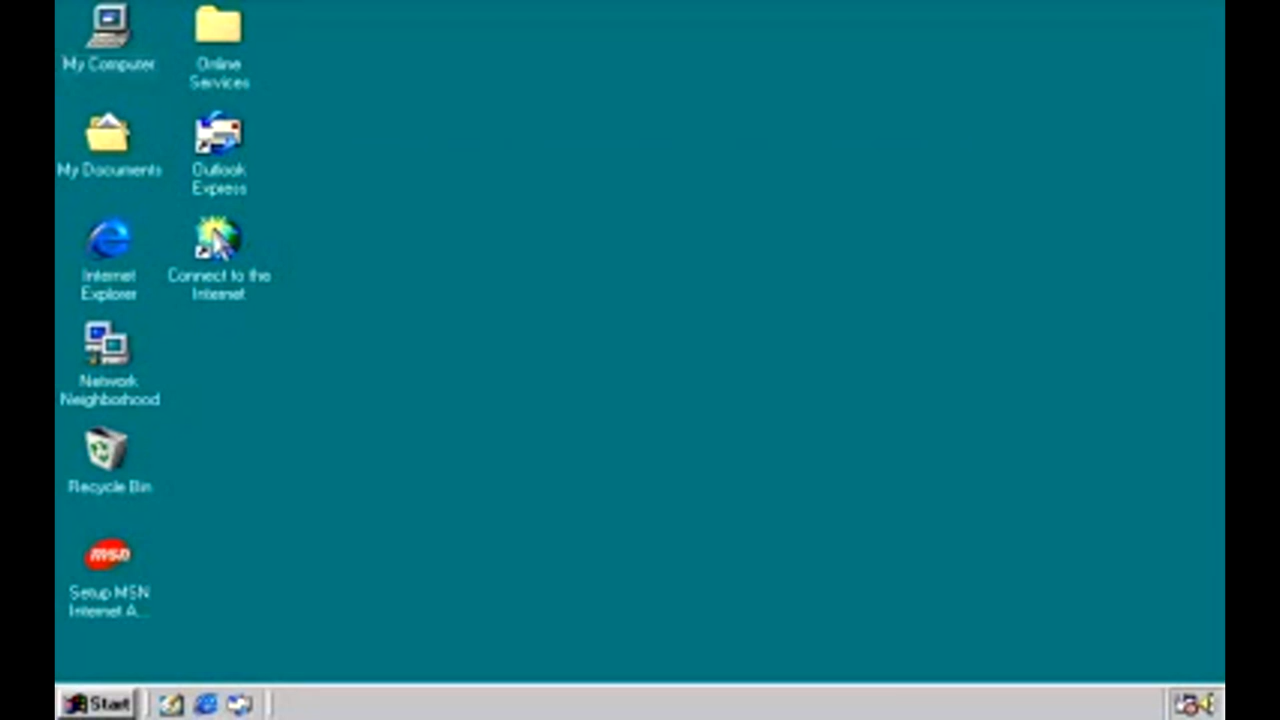 My Computer
Online
Services
My Documents
Outlook
Express
Internet
Explorer
Connect to the
Internet
Network
Neighborhood
Recycle Bin
msn
Setup MSN
Internet A...
Start